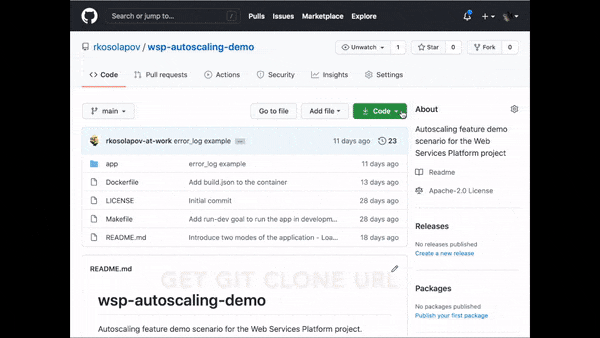 Search or jump to... /
Pulls Issues Marketplace Explore
rkosolapov / wsp-autoscaling-demo
Unwatch 1 Star 0 Fork 0
Code Pull requests Actions Security Insights Settings
main Go to file Add file Code
rkosolapov-at-work error_log example ... 11 days ago 23
app error_log example 11 days ago
Dockerfile Add build.json to the container 13 days ago
LICENSE Initial commit 28 days ago
Makefile Add run-dev goal to run the app in developm... 28 days ago
README.md Introduce two modes of the application - Loa... 18 days ago
README.md
GET GIT CLONE URL
wsp-autoscaling-demo
Autoscaling feature demo scenario for the Web Services Platform project.
About
Autoscaling feature demo
scenario for the Web
Services Platform project
Readme
Apache-2.0 License
Releases
No releases published
Create a new release
Packages
No packages published
Publish your first package